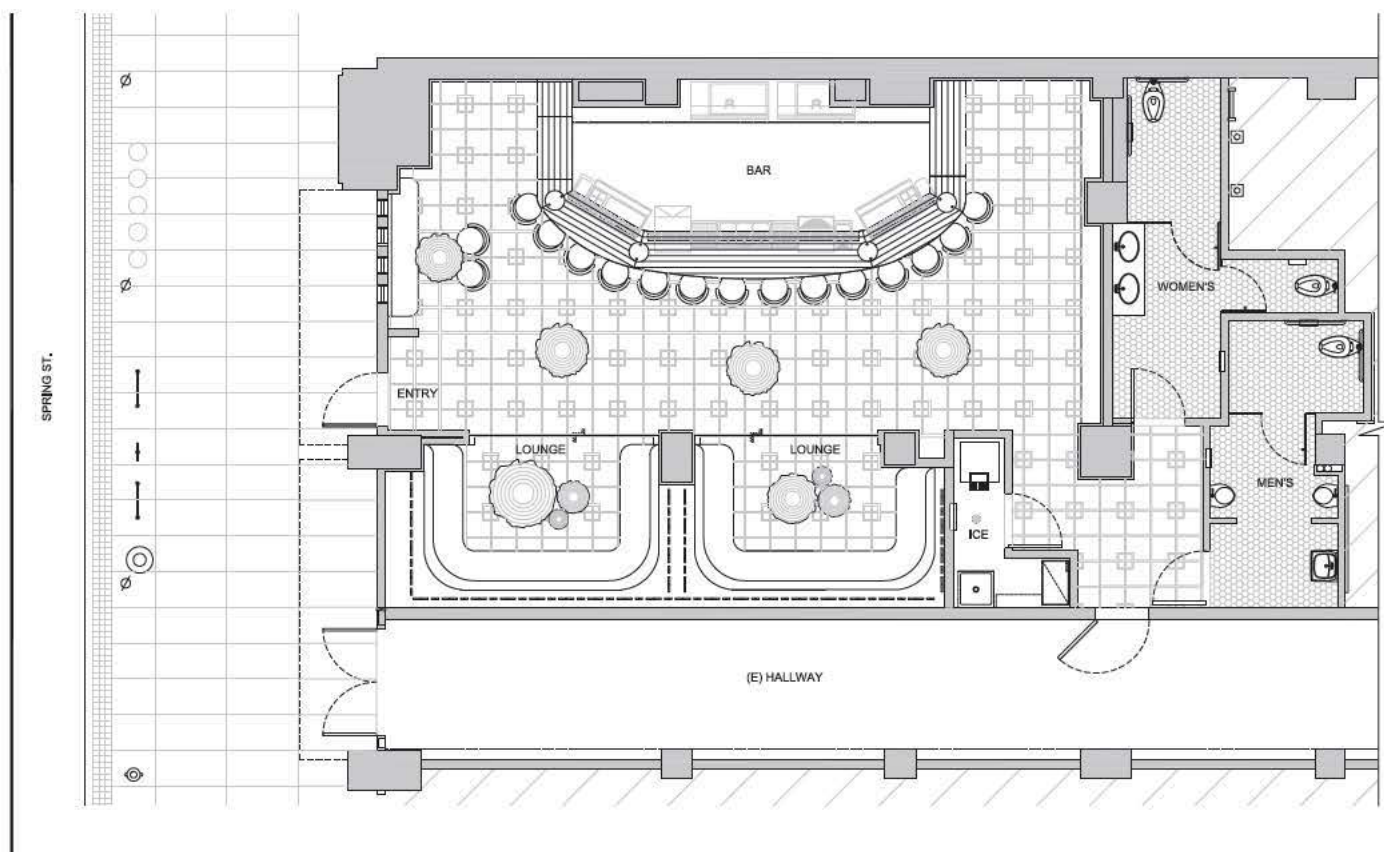 BAR
SPRING ST.
WOMEN'S
ENTRY
LOUNGE
LOUNGE
MEN'S
ICE
(E) HALLWAY